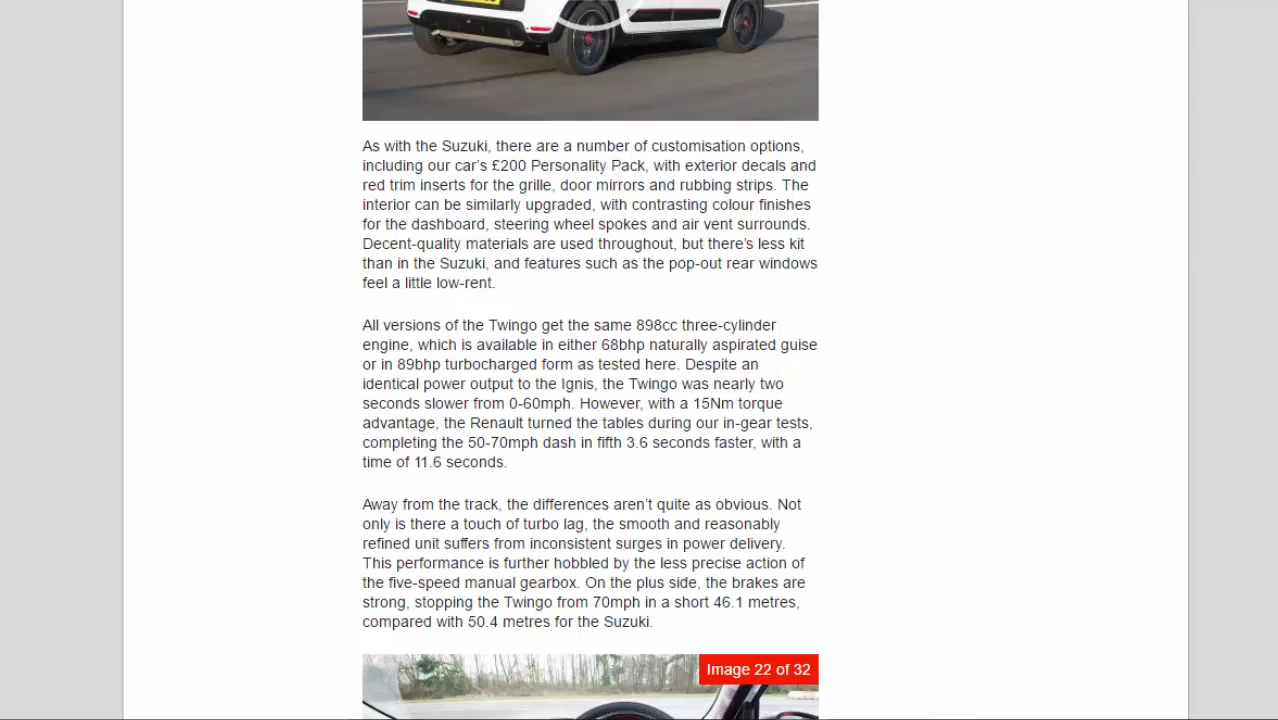 As with the Suzuki, there are a number of customisation options,
including our car’s £200 Personality Pack, with exterior decals and
red trim inserts for the grille, door mirrors and rubbing strips. The
interior can be similarly upgraded, with contrasting colour finishes
for the dashboard, steering wheel spokes and air vent surrounds.
Decent-quality materials are used throughout, but there’s less kit
than in the Suzuki, and features such as the pop-out rear windows
feel a little low-rent.
All versions of the Twingo get the same 898cc three-cylinder
engine, which is available in either 68bhp naturally aspirated guise
or in 89bhp turbocharged form as tested here. Despite an
identical power output to the Ignis, the Twingo was nearly two
seconds slower from 0-60mph. However, with a 15Nm torque
advantage, the Renault turned the tables during our in-gear tests,
completing the 50-70mph dash in fifth 3.6 seconds faster, with a
time of 11.6 seconds.
Away from the track, the differences aren’t quite as obvious. Not
only is there a touch of turbo lag, the smooth and reasonably
refined unit suffers from inconsistent surges in power delivery.
This performance is further hobbled by the less precise action of
the five-speed manual gearbox. On the plus side, the brakes are
strong, stopping the Twingo from 70mph in a short 46.1 metres,
compared with 50.4 metres for the Suzuki.
Image 22 of 32